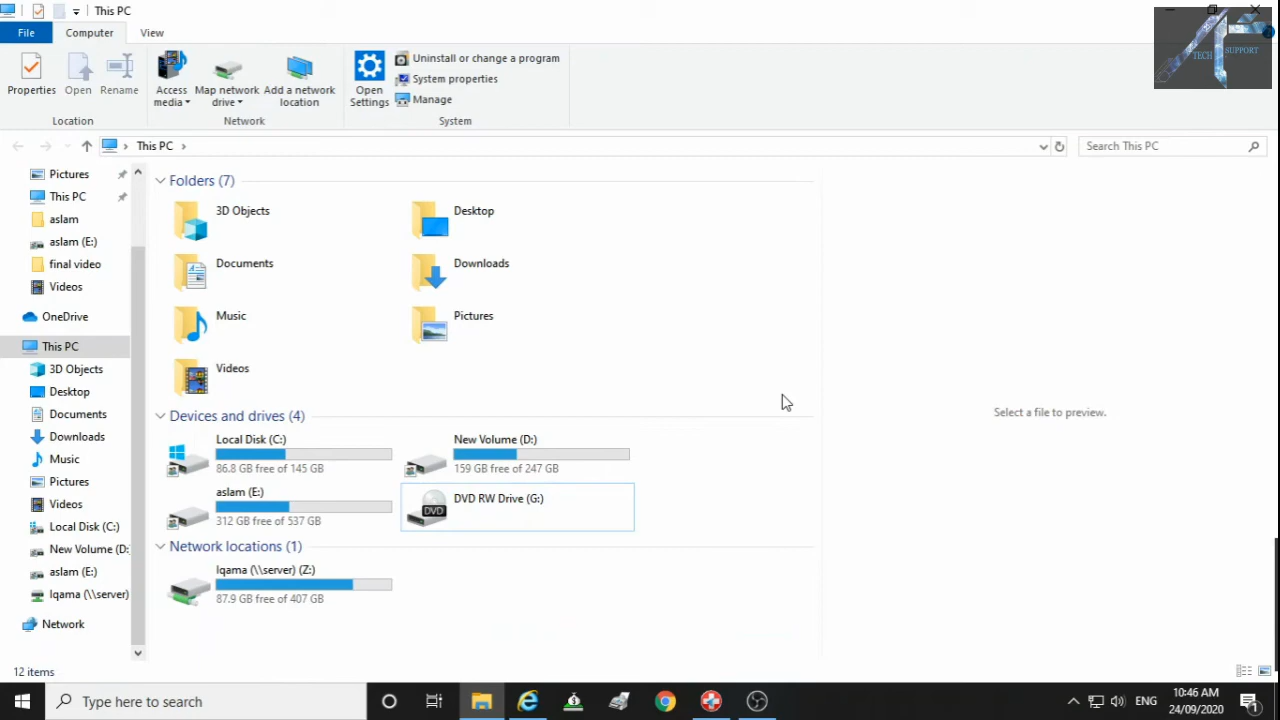 This PC
File
Computer
View
Properties
Open
Rename
Access media
Map network drive
Add a network location
Open Settings
Uninstall or change a program
System properties
Manage
Location
Network
System
TECH SUPPORT
This PC
Search This PC
Pictures
This PC
aslam
aslam (E:)
final video
Videos
OneDrive
This PC
3D Objects
Desktop
Documents
Downloads
Music
Pictures
Videos
Local Disk (C:)
New Volume (D:
aslam (E:)
Iqama (\\server)
Network
Folders (7)
3D Objects
Desktop
Documents
Downloads
Music
Pictures
Videos
Devices and drives (4)
Local Disk (C:)
86.8 GB free of 145 GB
New Volume (D:)
159 GB free of 247 GB
aslam (E:)
312 GB free of 537 GB
DVD RW Drive (G:)
DVD
Network locations (1)
Iqama (\\server) (Z:)
87.9 GB free of 407 GB
Select a file to preview.
12 items
Type here to search
ENG
10:46 AM
24/09/2020
1